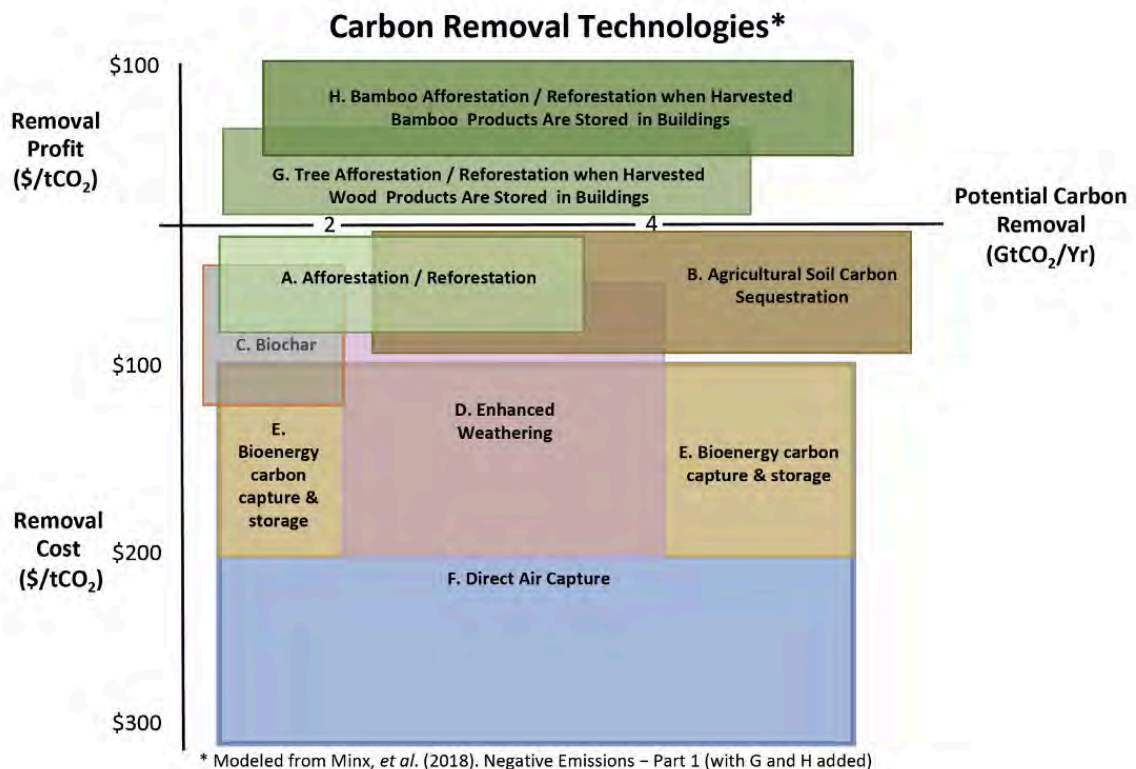 Carbon Removal Technologies*
$100
Removal
Profit
($/tCO₂)
H. Bamboo Afforestation / Reforestation when Harvested
Bamboo Products Are Stored in Buildings
G. Tree Afforestation / Reforestation when Harvested
Wood Products Are Stored in Buildings
2
4
Potential Carbon
Removal
(GtCO₂/Yr)
A. Afforestation / Reforestation
B. Agricultural Soil Carbon
Sequestration
C. Biochar
$100
D. Enhanced
Weathering
E.
Bioenergy
carbon
capture &
storage
E. Bioenergy carbon
capture & storage
Removal
Cost
($/tCO₂)
$200
F. Direct Air Capture
$300
* Modeled from Minx, et al. (2018). Negative Emissions – Part 1 (with G and H added)